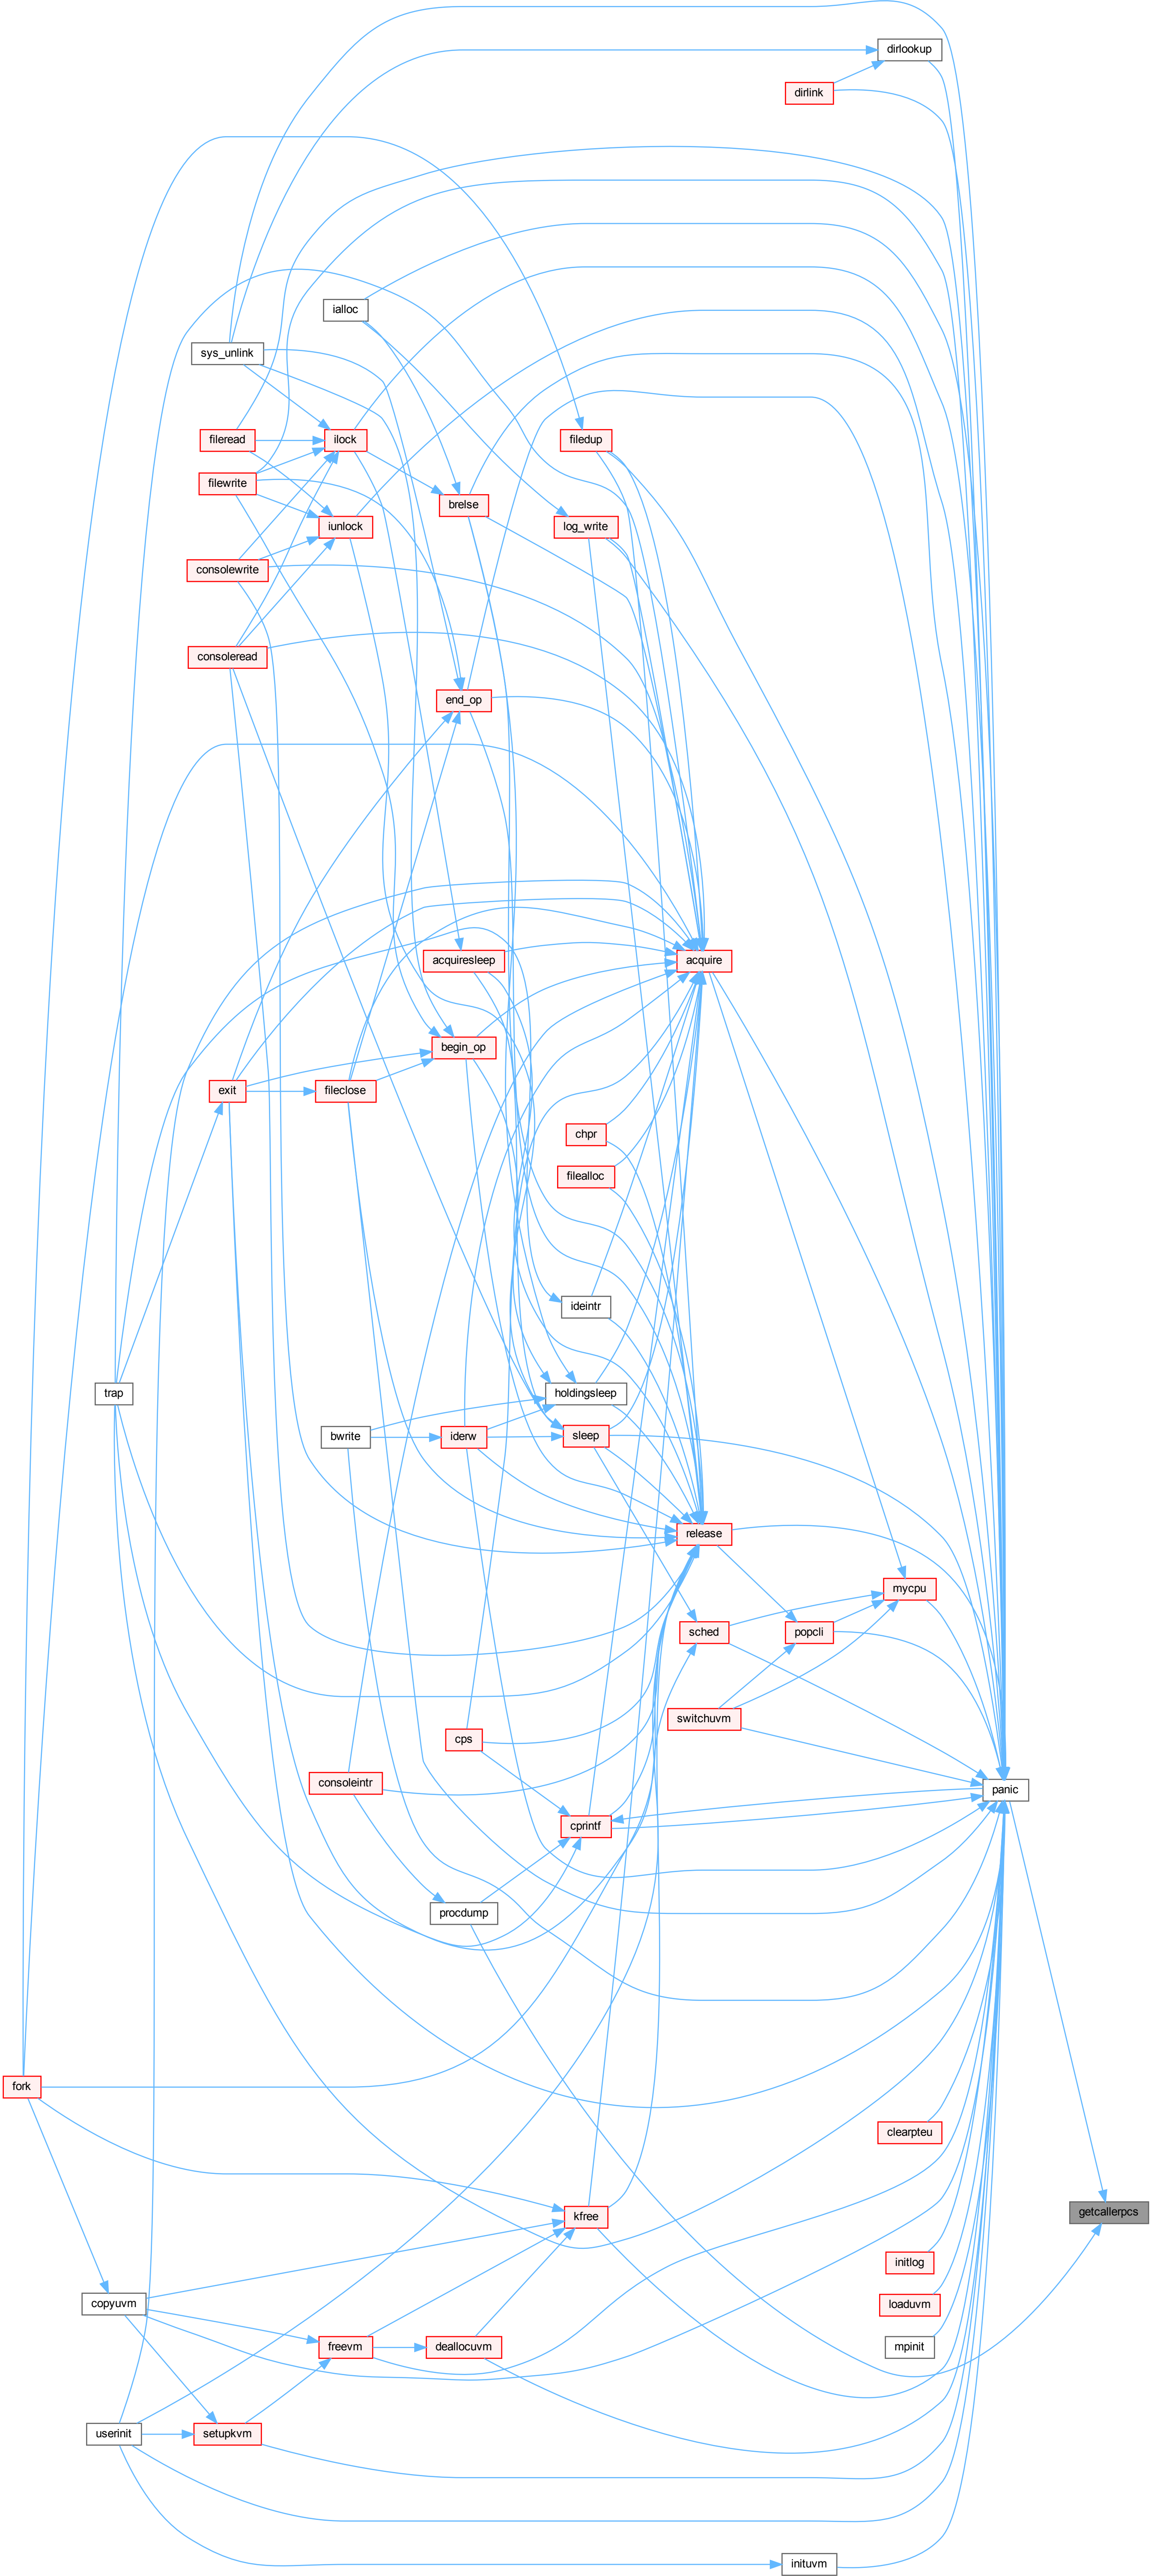 dirlookup
dirlink
ialloc
sys_unlink
fileread
ilock
filedup
filewrite
brelse
iunlock
log_write
consolewrite
consoleread
end_op
acquiresleep
acquire
begin_op
exit
fileclose
chpr
filealloc
ideintr
trap
holdingsleep
bwrite
iderw
sleep
release
mycpu
sched
popcli
switchuvm
cps
consoleintr
panic
cprintf
procdump
fork
clearpteu
getcallerpcs
kfree
initlog
copyuvm
loaduvm
freevm
deallocuvm
mpinit
userinit
setupkvm
inituvm